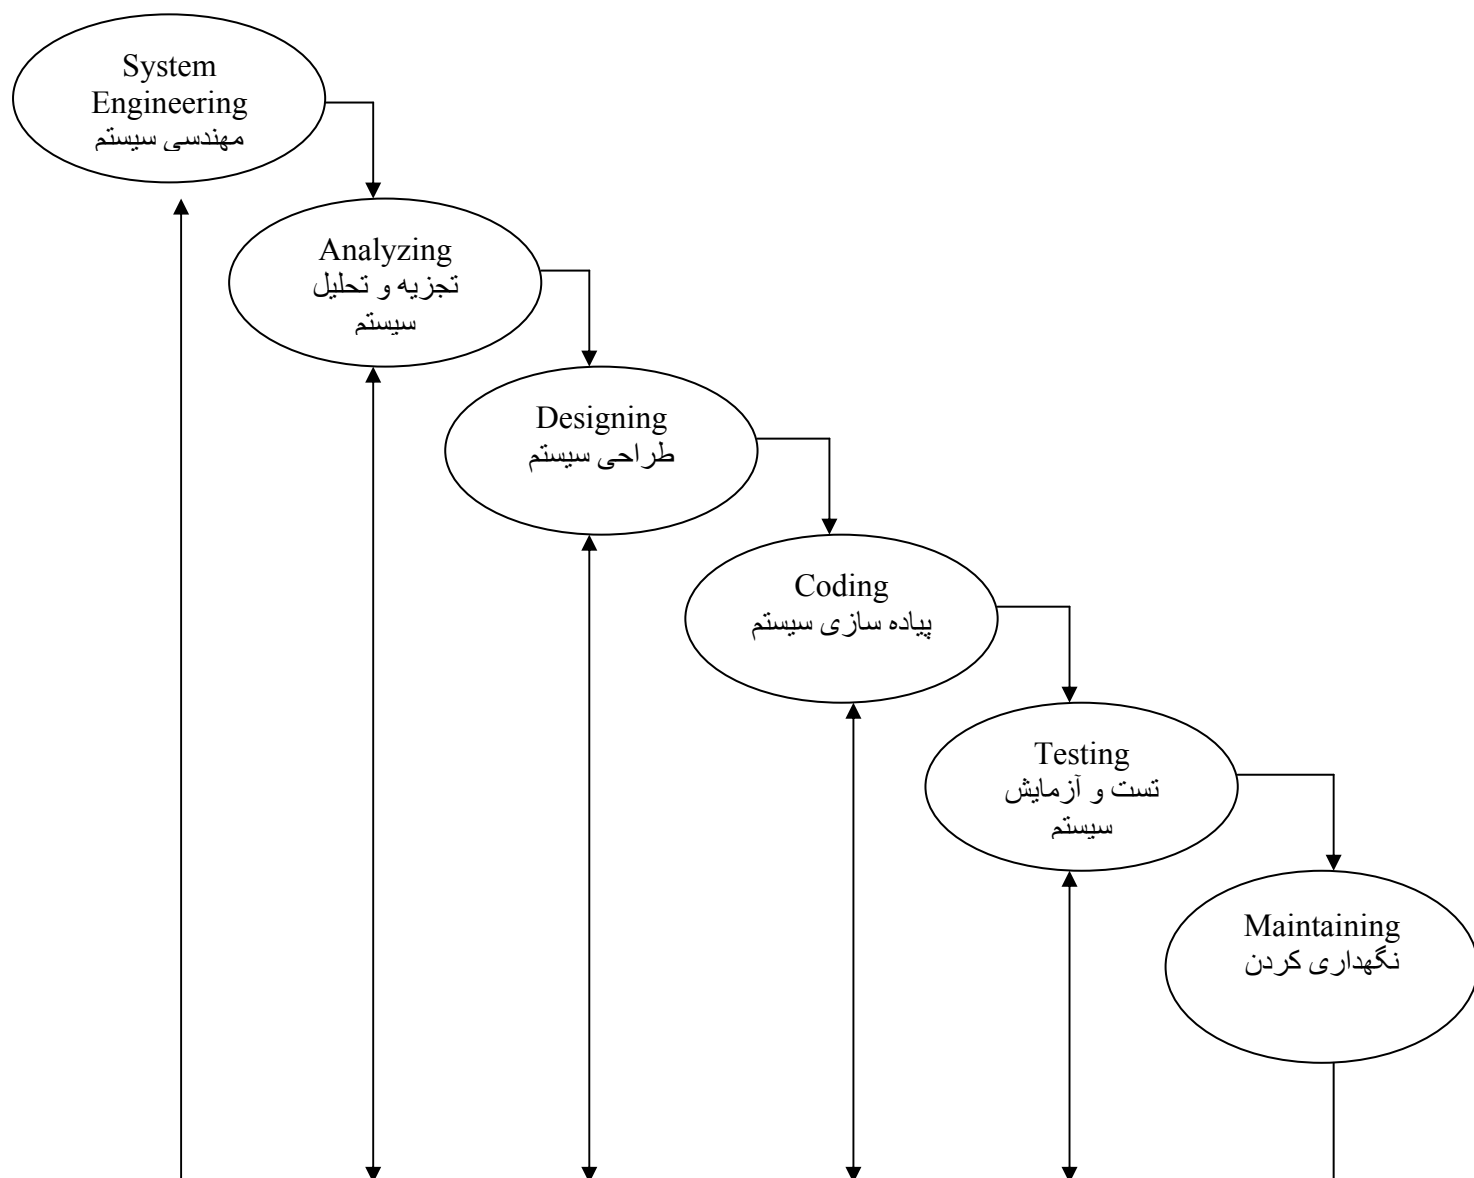 System
Engineering
مهندسی سیستم
Analyzing
تجزیه و تحلیل
سیستم
Designing
طراحی سیستم
Coding
پیاده سازی سیستم
Testing
تست و آزمایش
سیستم
Maintaining
نگهداری کردن